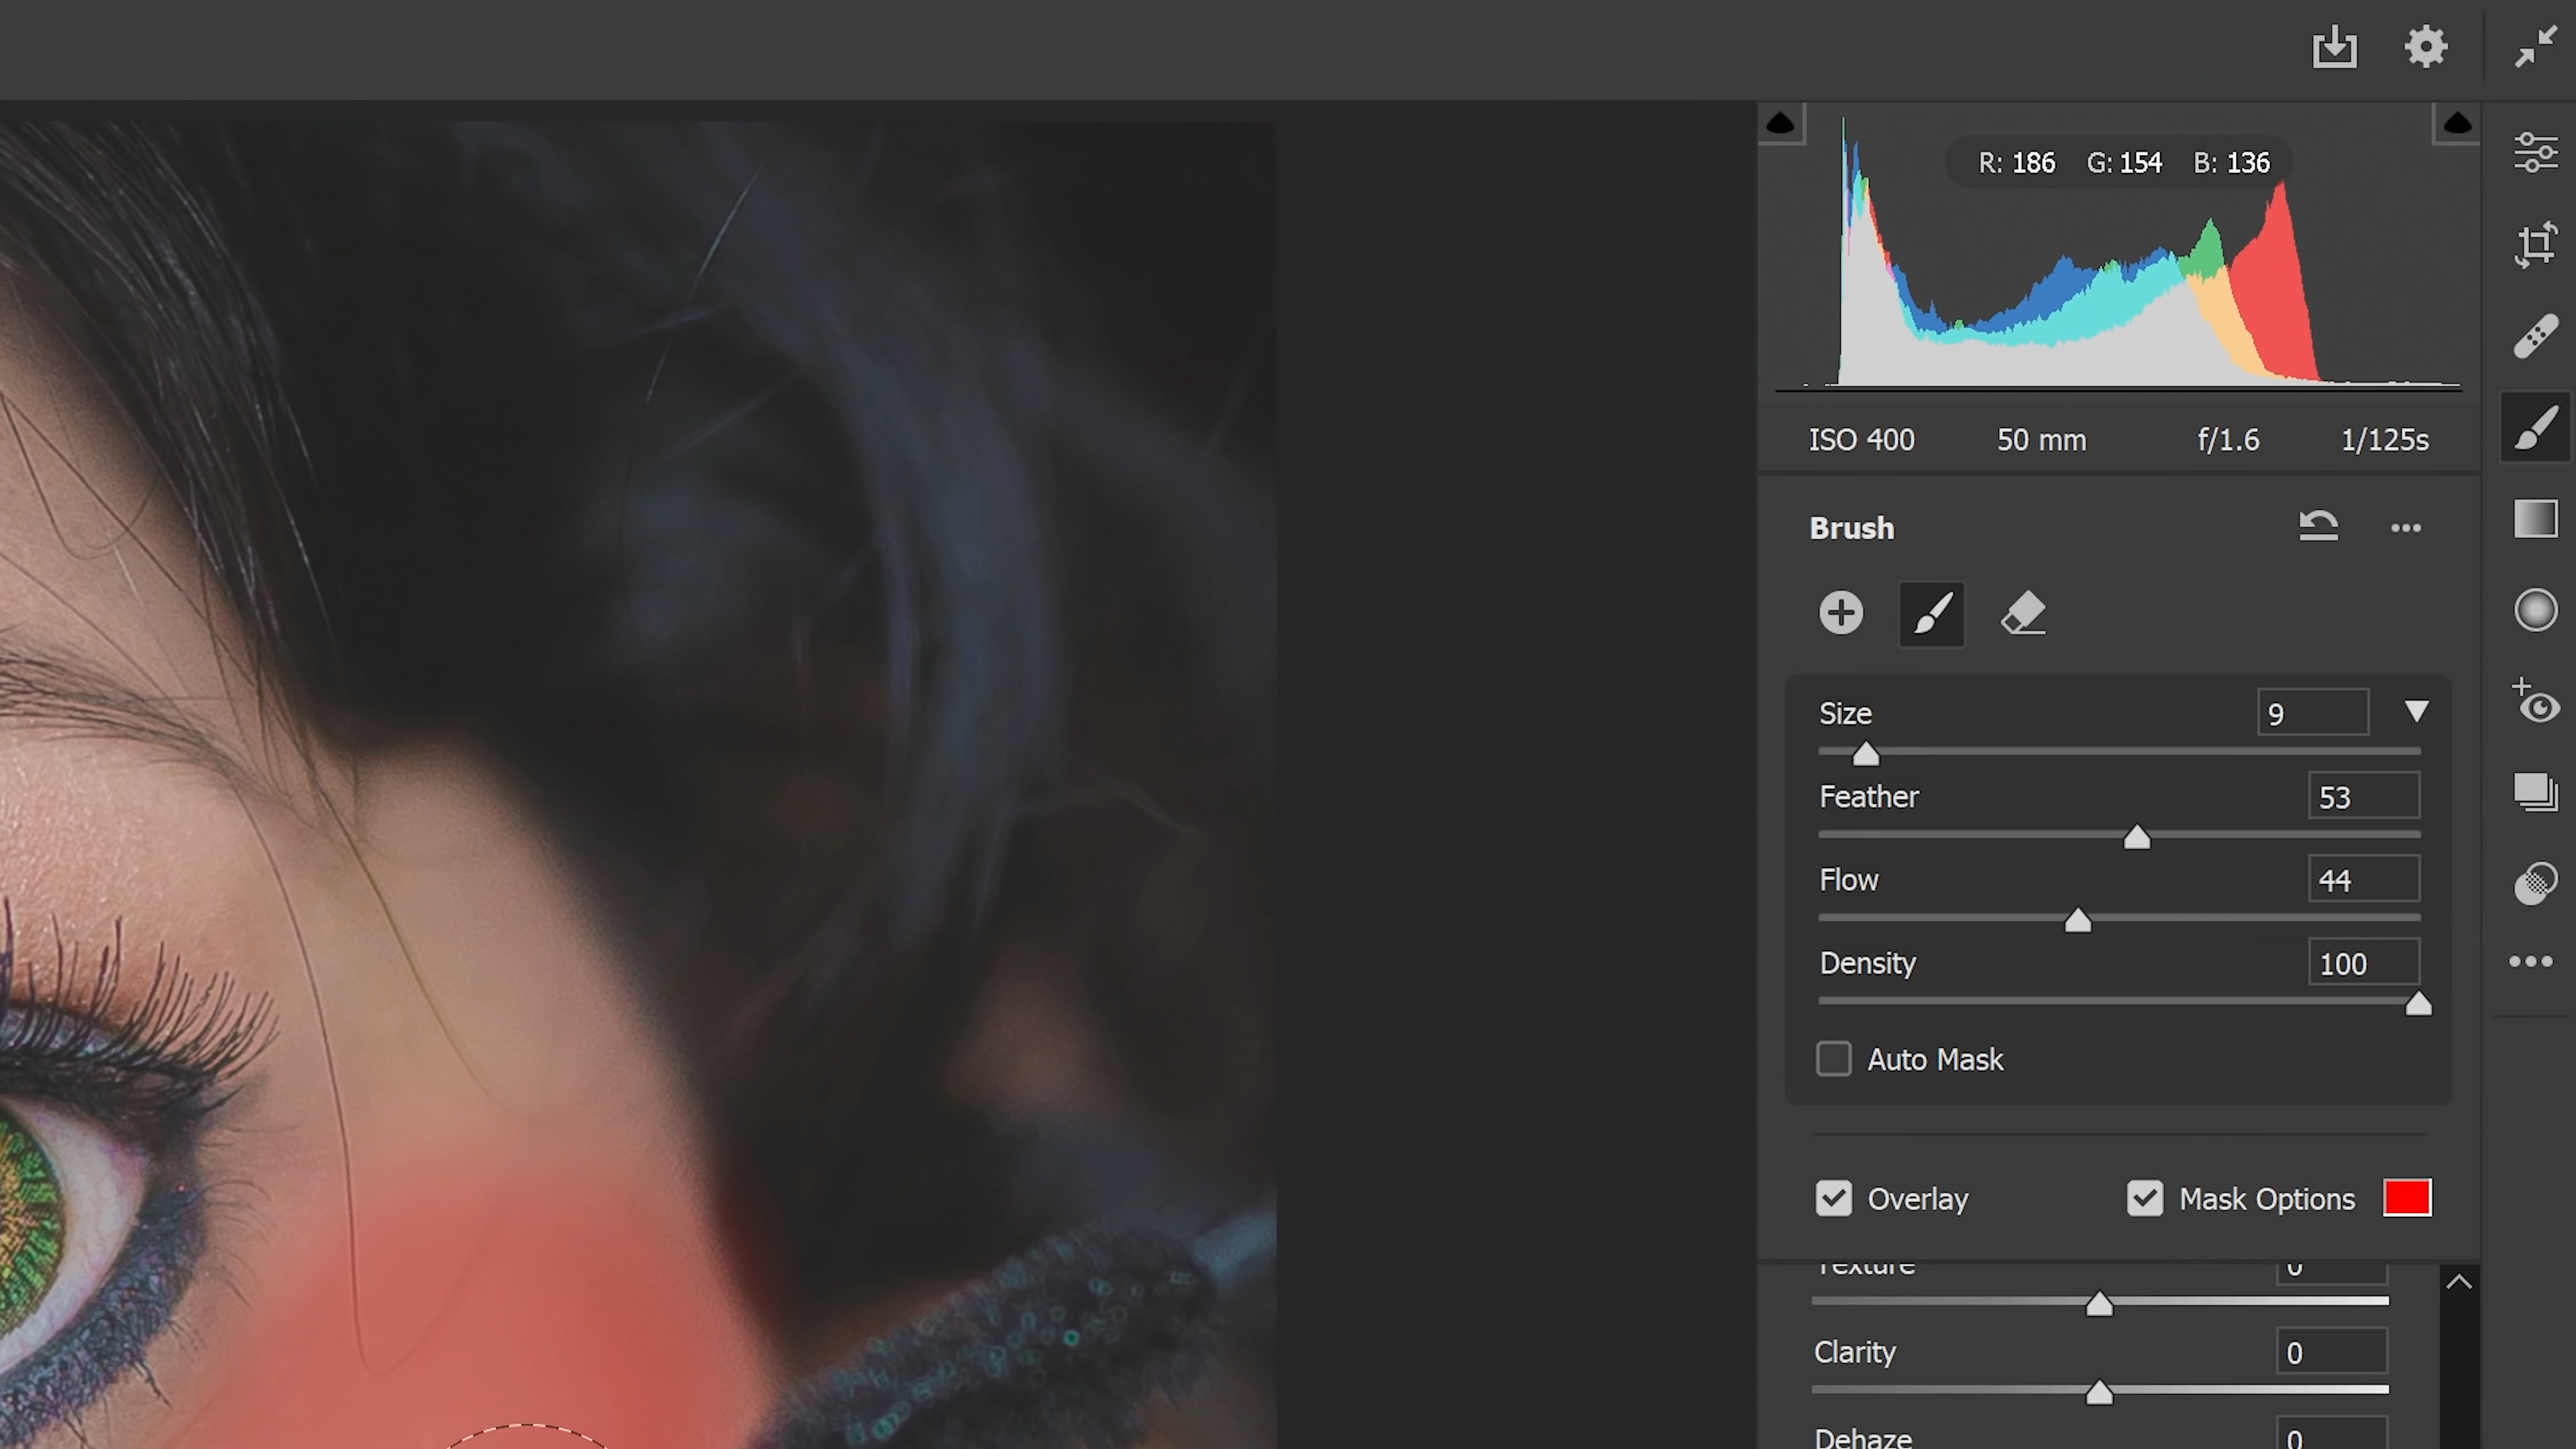 R: 186 G: 154 B: 136
ISO 400 50 mm f/1.6 1/125s
Brush
Size 9
Feather 53
Flow 44
Density 100
Auto Mask
Overlay Mask Options
Texture 0
Clarity 0
Dehaze 0